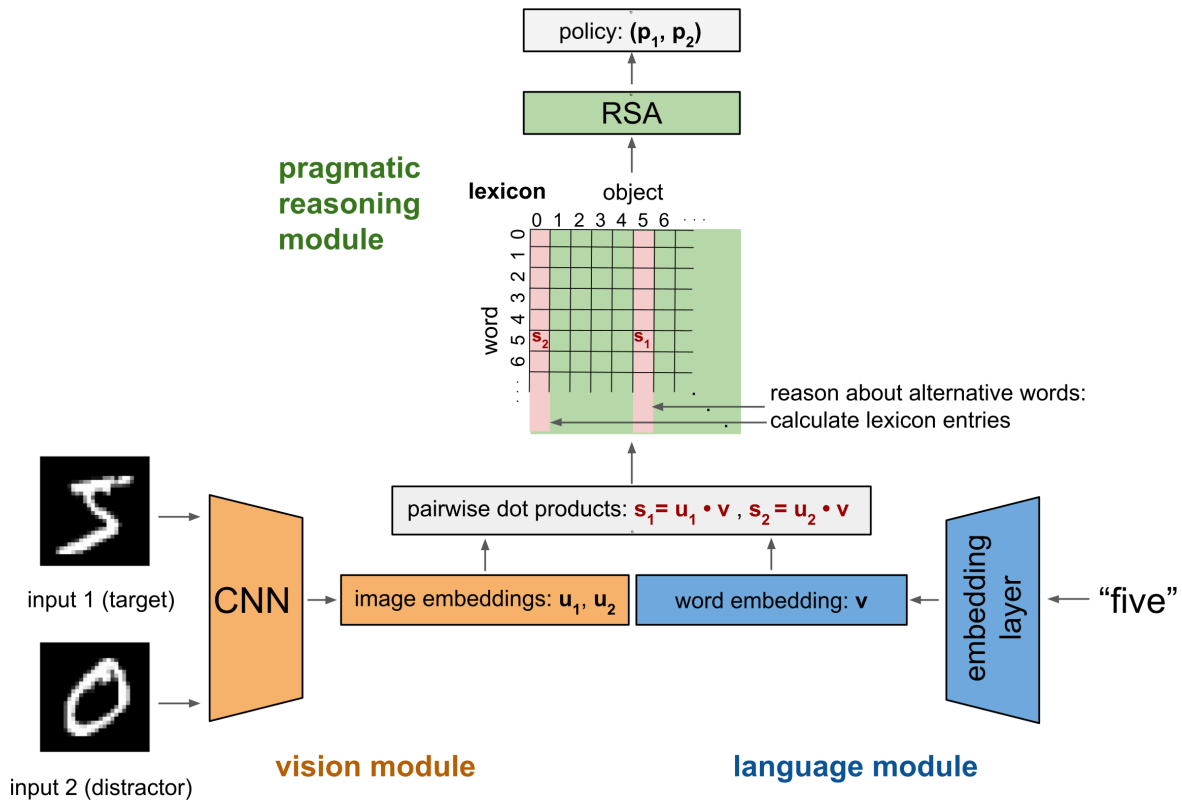 policy: (p1, p2)
RSA
pragmatic
reasoning
module
lexicon object
0 1 2 3 4 5 6 . . .
word
0
1
2
3
4
5 s2 s1
6
. . .
reason about alternative words:
calculate lexicon entries
pairwise dot products: s1= u1 • v , s2 = u2 • v
input 1 (target)
CNN
image embeddings: u1, u2
word embedding: v
embedding
layer
“five”
input 2 (distractor)
vision module
language module